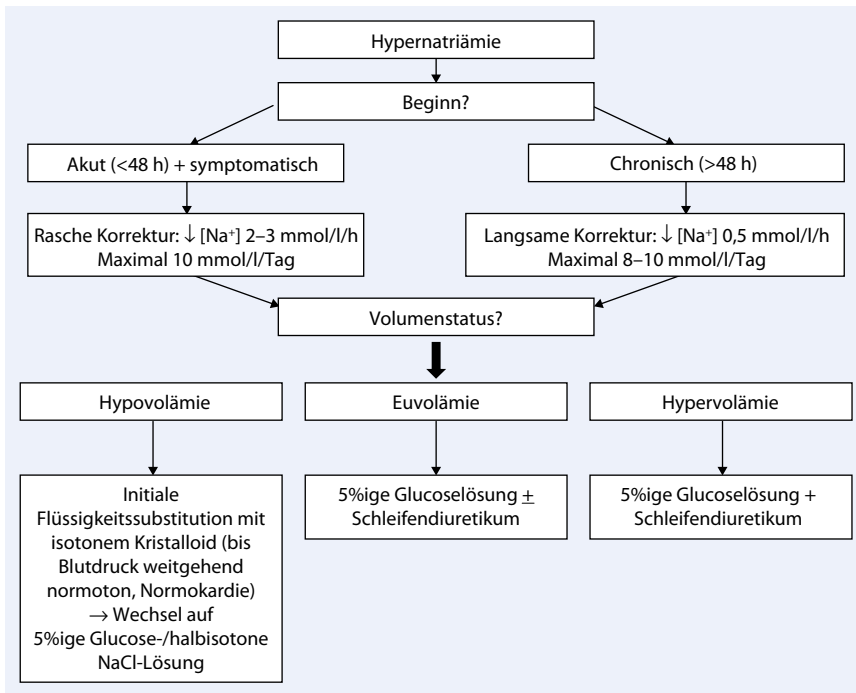 Hypernatriämie
Beginn?
Akut (<48 h) + symptomatisch
Chronisch (>48 h)
Rasche Korrektur: ↓ [Na⁺] 2–3 mmol/l/h
Maximal 10 mmol/l/Tag
Langsame Korrektur: ↓ [Na⁺] 0,5 mmol/l/h
Maximal 8–10 mmol/l/Tag
Volumenstatus?
Hypovolämie
Euvolämie
Hypervolämie
Initiale
Flüssigkeitssubstitution mit
isotonem Kristalloid (bis
Blutdruck weitgehend
normoton, Normokardie)
→ Wechsel auf
5%ige Glucose-/halbisotone
NaCl-Lösung
5%ige Glucoselösung ±
Schleifendiuretikum
5%ige Glucoselösung +
Schleifendiuretikum